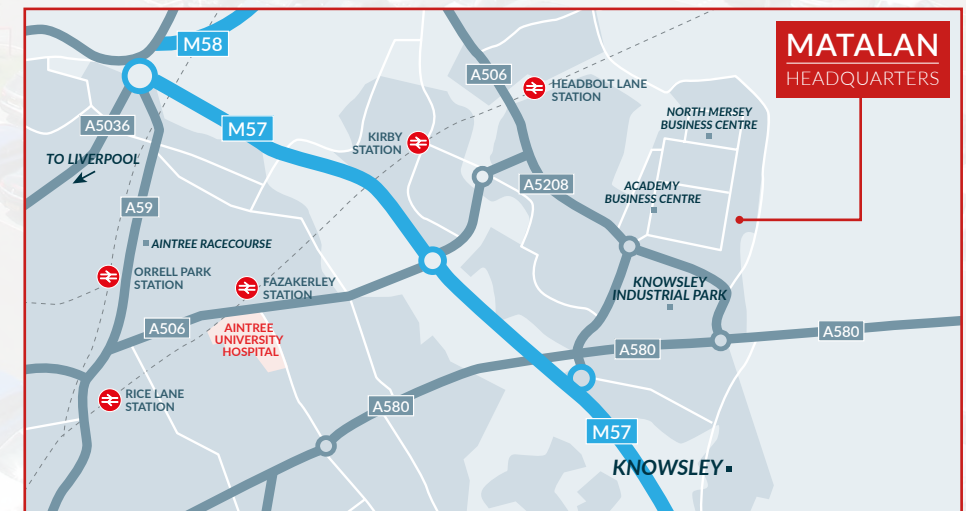 M58
MATALAN
HEADQUARTERS
A506
HEADBOLT LANE
STATION
NORTH MERSEY
BUSINESS CENTRE
A5036
M57
KIRBY
STATION
TO LIVERPOOL
A5208
ACADEMY
BUSINESS CENTRE
A59
AINTREE RACECOURSE
ORRELL PARK
STATION
FAZAKERLEY
STATION
KNOWSLEY
INDUSTRIAL PARK
A506
AINTREE
UNIVERSITY
HOSPITAL
A580
A580
RICE LANE
STATION
A580
M57
KNOWSLEY